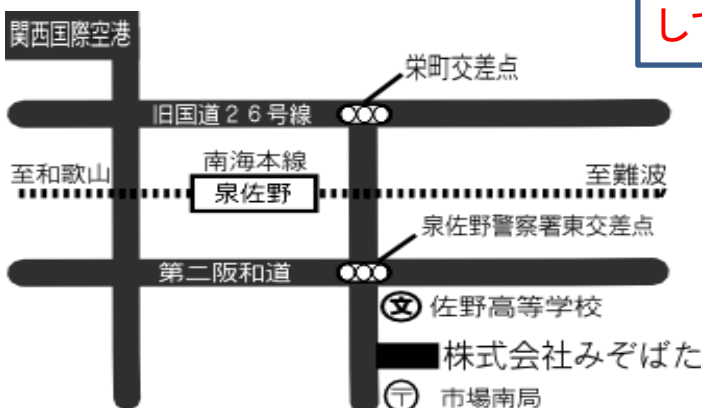 関西国際空港
して
栄町交差点
旧国道２６号線
南海本線
至和歌山
至難波
泉佐野
泉佐野警察署東交差点
第二阪和道
文
佐野高等学校
株式会社みぞばた
〒
市場南局